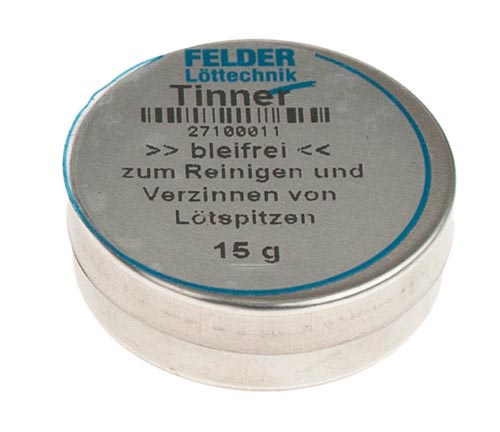 FELDER
Löttechnik
Tinner
27100011
>> bleifrei <<
zum Reinigen und
Verzinnen von
Lötspitzen
15 g